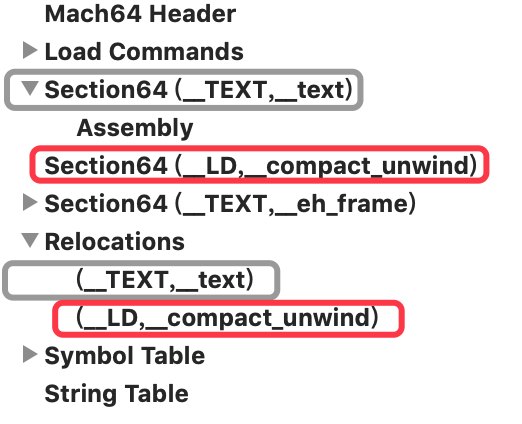 Mach64 Header
Load Commands
Section64 (__TEXT,__text)
Assembly
Section64 (__LD,__compact_unwind)
Section64 (__TEXT,__eh_frame)
Relocations
(__TEXT,__text)
(__LD,__compact_unwind)
Symbol Table
String Table